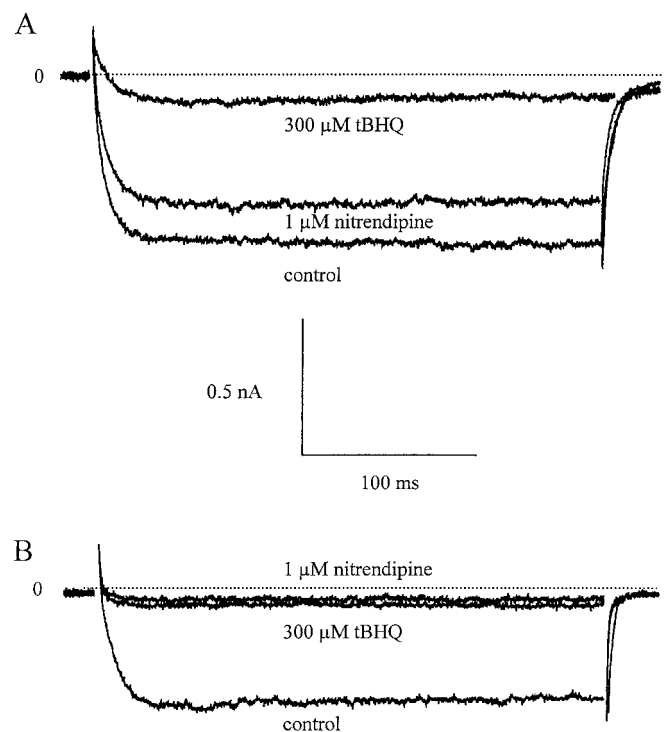 A
0
300 μM tBHQ
1 μM nitrendipine
control
0.5 nA
100 ms
B
1 μM nitrendipine
0
300 μM tBHQ
control